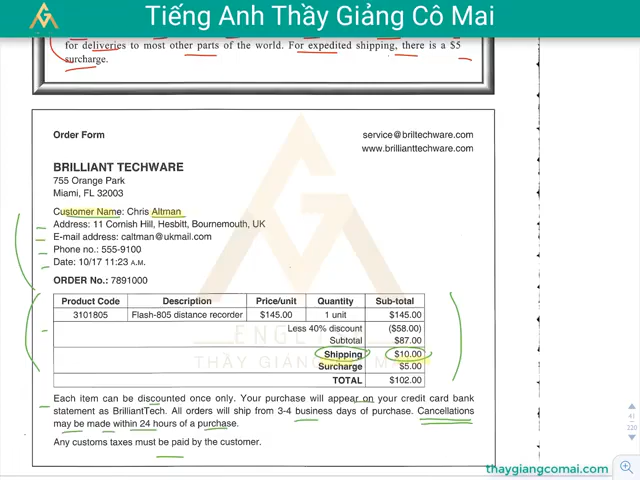 Tiếng Anh Thầy Giảng Cô Mai
for deliveries to most other parts of the world. For expedited shipping, there is a $5
surcharge.
Order Form
service@briltechware.com
www.brillianttechware.com
BRILLIANT TECHWARE
755 Orange Park
Miami, FL 32003
Customer Name: Chris Altman
Address: 11 Cornish Hill, Hesbitt, Bournemouth, UK
E-mail address: caltman@ukmail.com
Phone no.: 555-9100
Date: 10/17 11:23 A.M.
ORDER No.: 7891000
Product Code Description Price/unit Quantity Sub-total
3101805 Flash-805 distance recorder $145.00 1 unit $145.00
Less 40% discount ($58.00)
Subtotal $87.00
Shipping $10.00
Surcharge $5.00
TOTAL $102.00
THẦY GIẢNG
Each item can be discounted once only. Your purchase will appear on your credit card bank
statement as BrilliantTech. All orders will ship from 3-4 business days of purchase. Cancellations
may be made within 24 hours of a purchase.
Any customs taxes must be paid by the customer.
41
220
thaygiangcomai.com